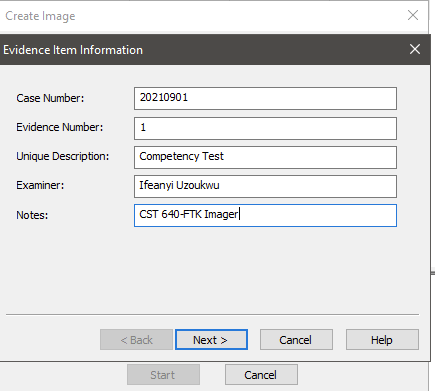 Create Image
Evidence Item Information
Case Number: 20210901
Evidence Number: 1
Unique Description: Competency Test
Examiner: Ifeanyi Uzoukwu
Notes: CST 640-FTK Imager
< Back Next > Cancel Help
Start Cancel